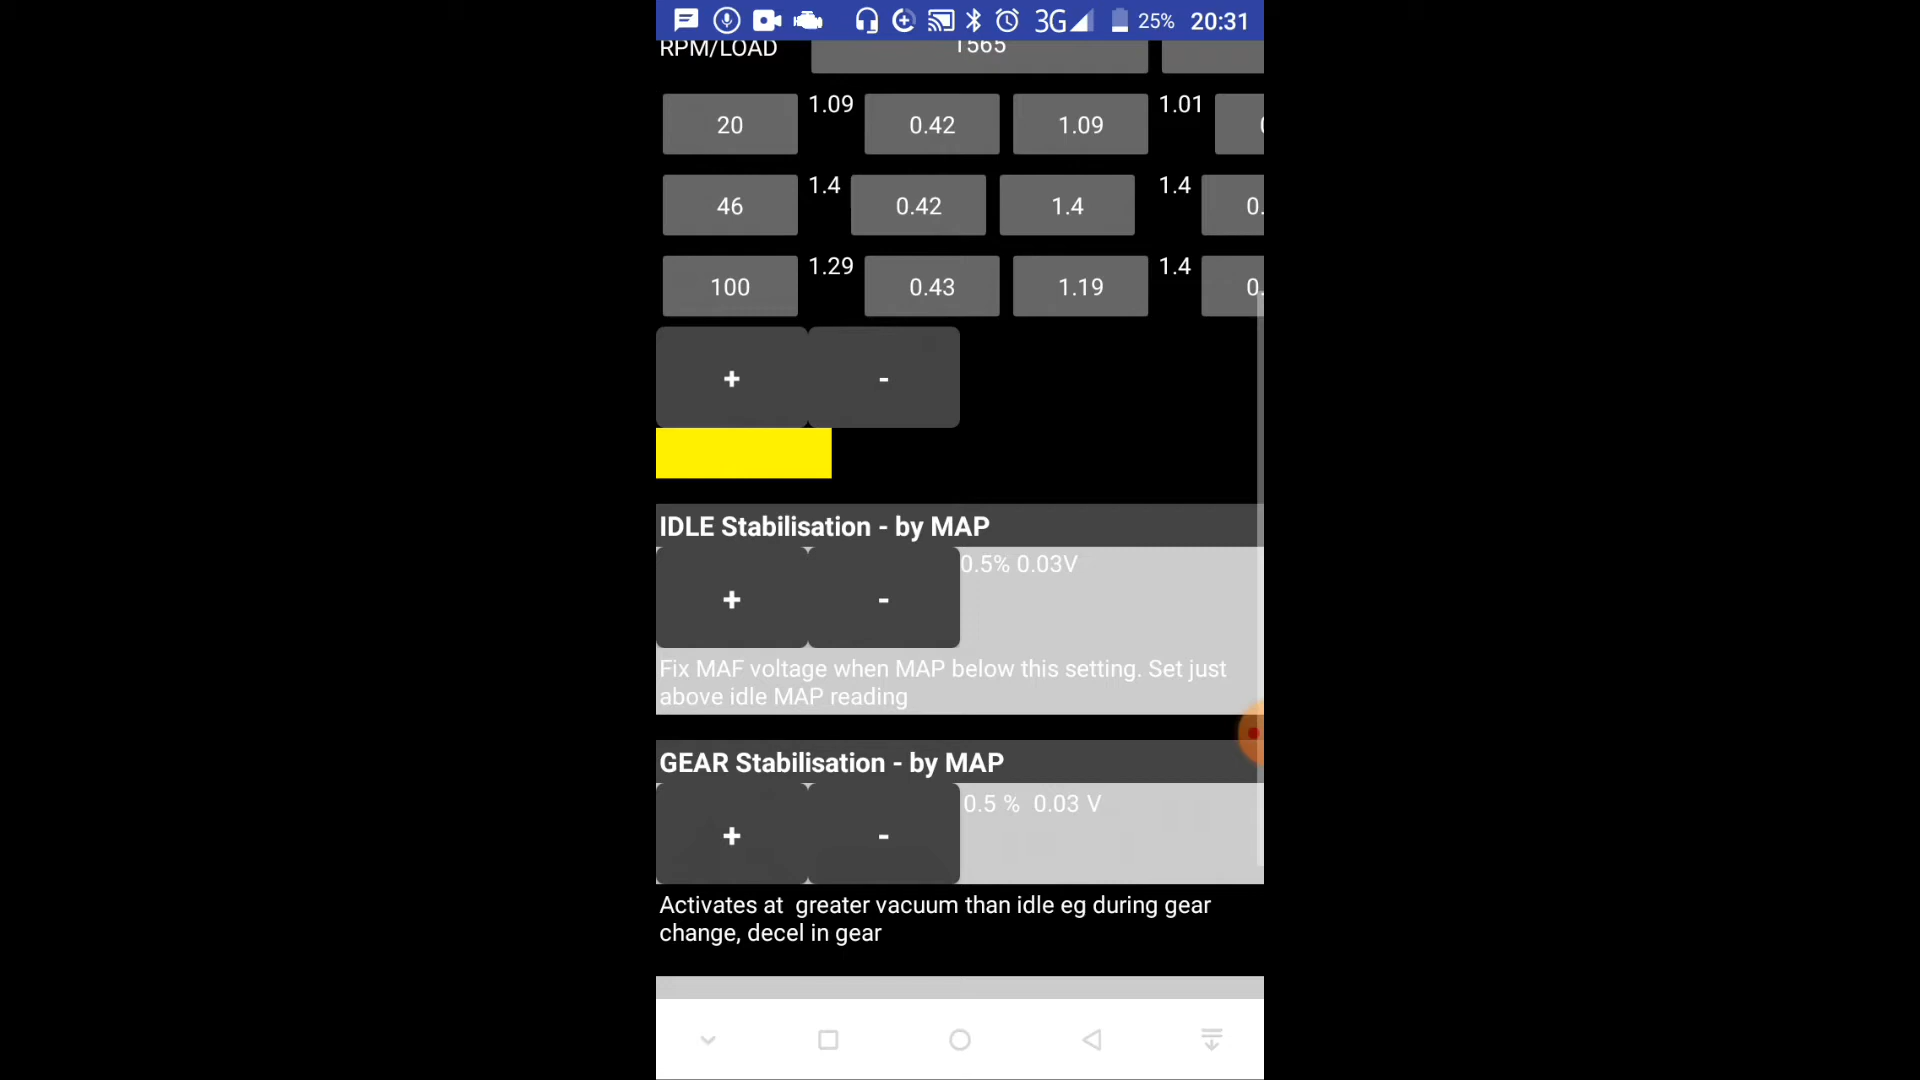 3G 25% 20:31
RPM/LOAD 1565
20 1.09 0.42 1.09 1.01
46 1.4 0.42 1.4 1.4 0.
100 1.29 0.43 1.19 1.4 0.
+ -
IDLE Stabilisation - by MAP
+ - 0.5% 0.03V
Fix MAF voltage when MAP below this setting. Set just
above idle MAP reading
GEAR Stabilisation - by MAP
+ - 0.5 % 0.03 V
Activates at greater vacuum than idle eg during gear
change, decel in gear